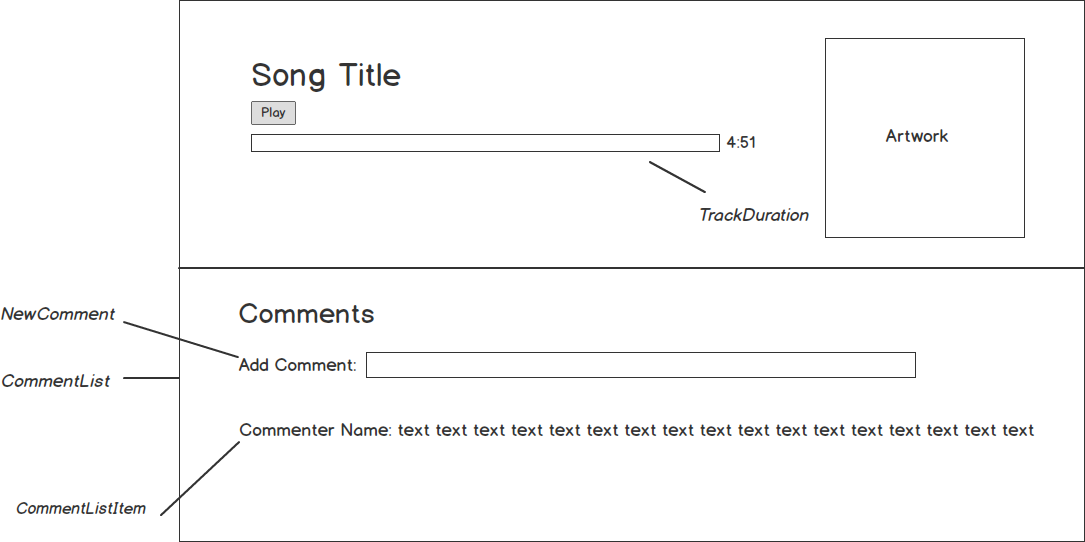 Song Title
Play
4:51
Artwork
TrackDuration
NewComment
Comments
Add Comment:
CommentList
Commenter Name: text text text text text text text text text text text text text text text text text
CommentListItem